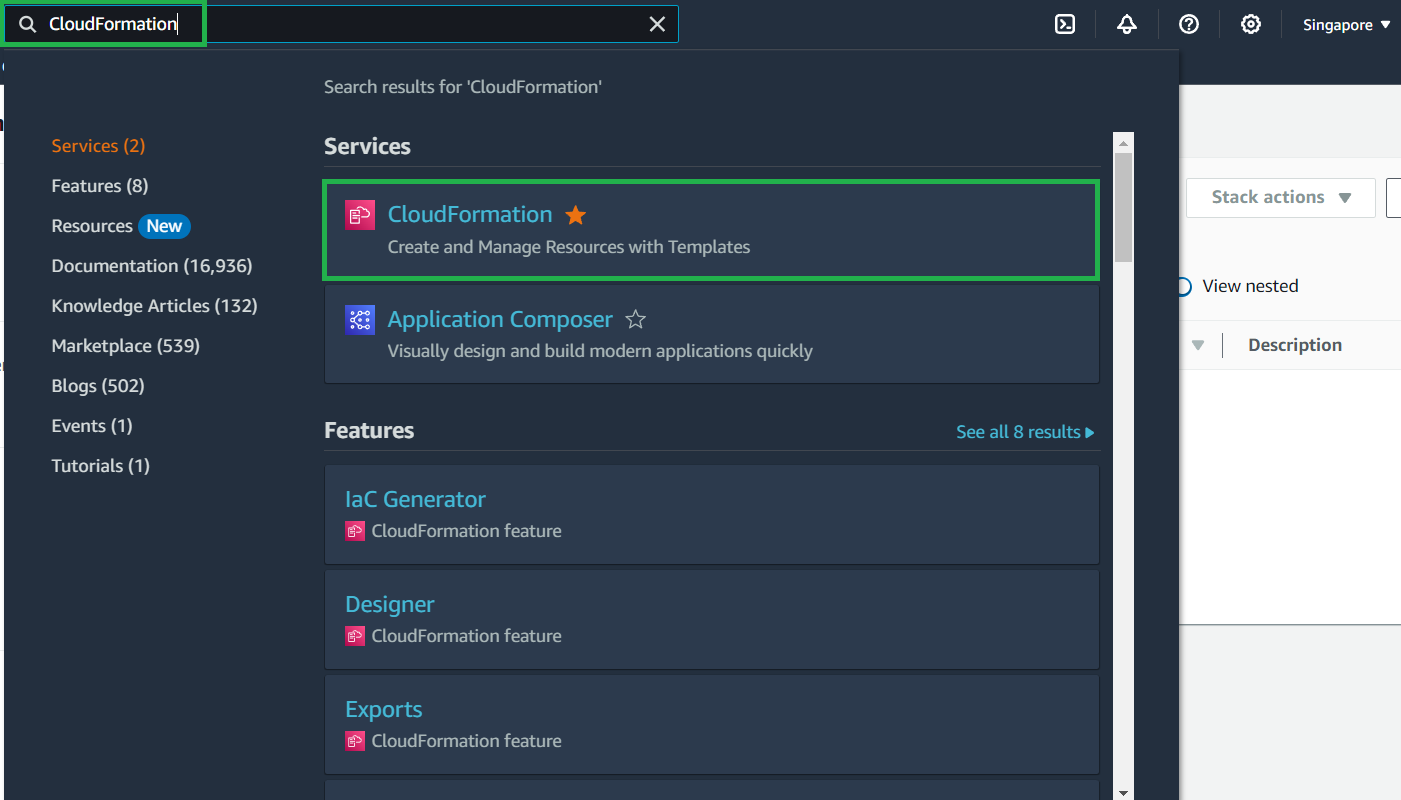 CloudFormation
Singapore
Search results for 'CloudFormation'
Services (2)
Features (8)
Resources New
Documentation (16,936)
Knowledge Articles (132)
Marketplace (539)
Blogs (502)
Events (1)
Tutorials (1)
Services
CloudFormation
Create and Manage Resources with Templates
Application Composer
Visually design and build modern applications quickly
Features
See all 8 results
IaC Generator
CloudFormation feature
Designer
CloudFormation feature
Exports
CloudFormation feature
Stack actions
View nested
Description